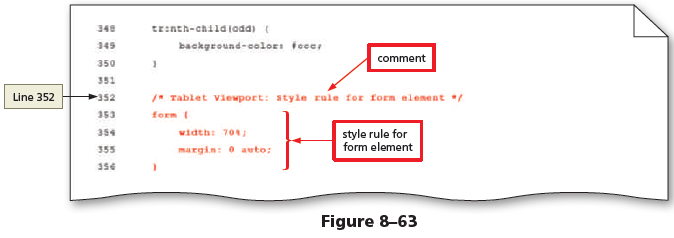 348 tr:nth-child(odd) {
349 background-color: #ccc;
350 }
351
comment
Line 352
352 /* Tablet Viewport: Style rule for form element */
353 form {
354 width: 70%;
355 margin: 0 auto;
356 }
style rule for
form element
Figure 8–63